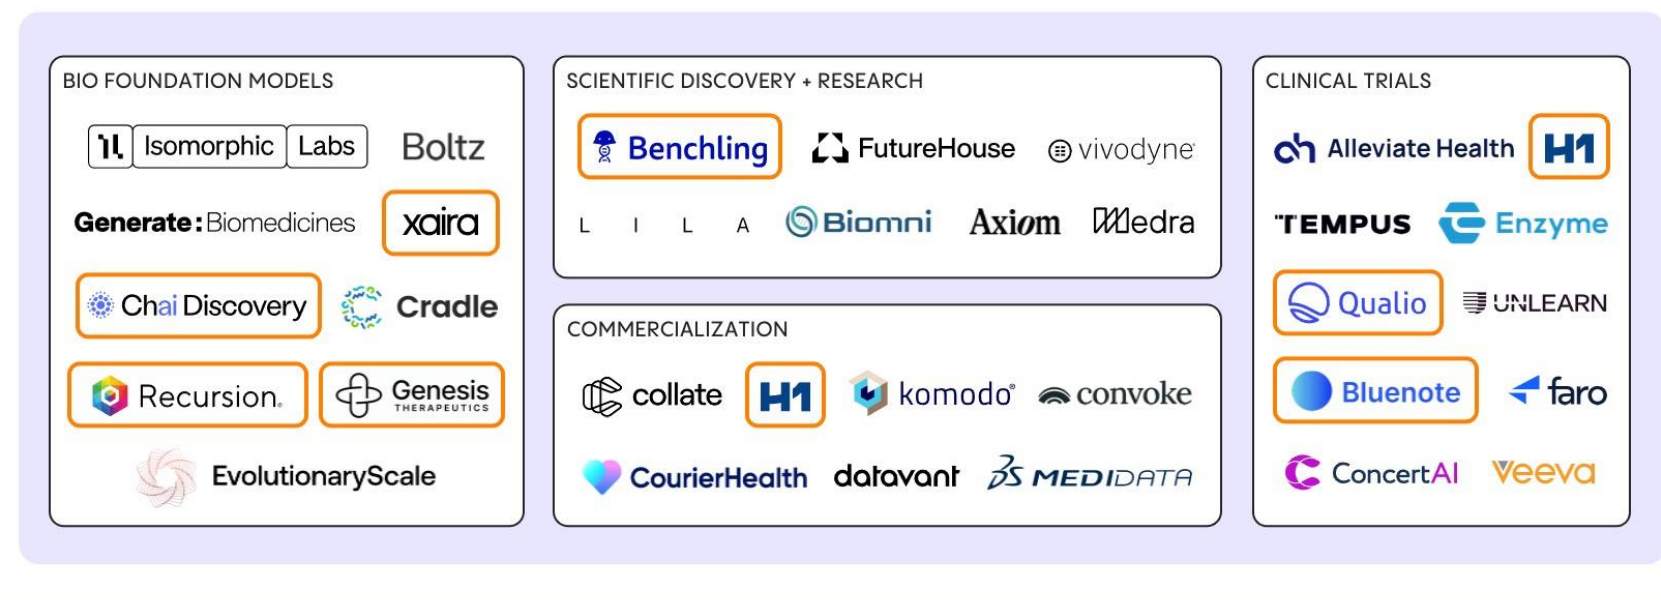 BIO FOUNDATION MODELS
Isomorphic Labs
Boltz
Generate:Biomedicines
xaira
Chai Discovery
Cradle
Recursion®
Genesis
THERAPEUTICS
EvolutionaryScale
SCIENTIFIC DISCOVERY + RESEARCH
Benchling
FutureHouse
vivodyne
L I L A
Biomni
Axiom
Medra
COMMERCIALIZATION
collate
H1
komodo®
convoke
CourierHealth
datavant
3DS MEDIDATA
CLINICAL TRIALS
ah Alleviate Health
H1
TEMPUS
Enzyme
Qualio
UNLEARN
Bluenote
faro
ConcertAI
Veeva